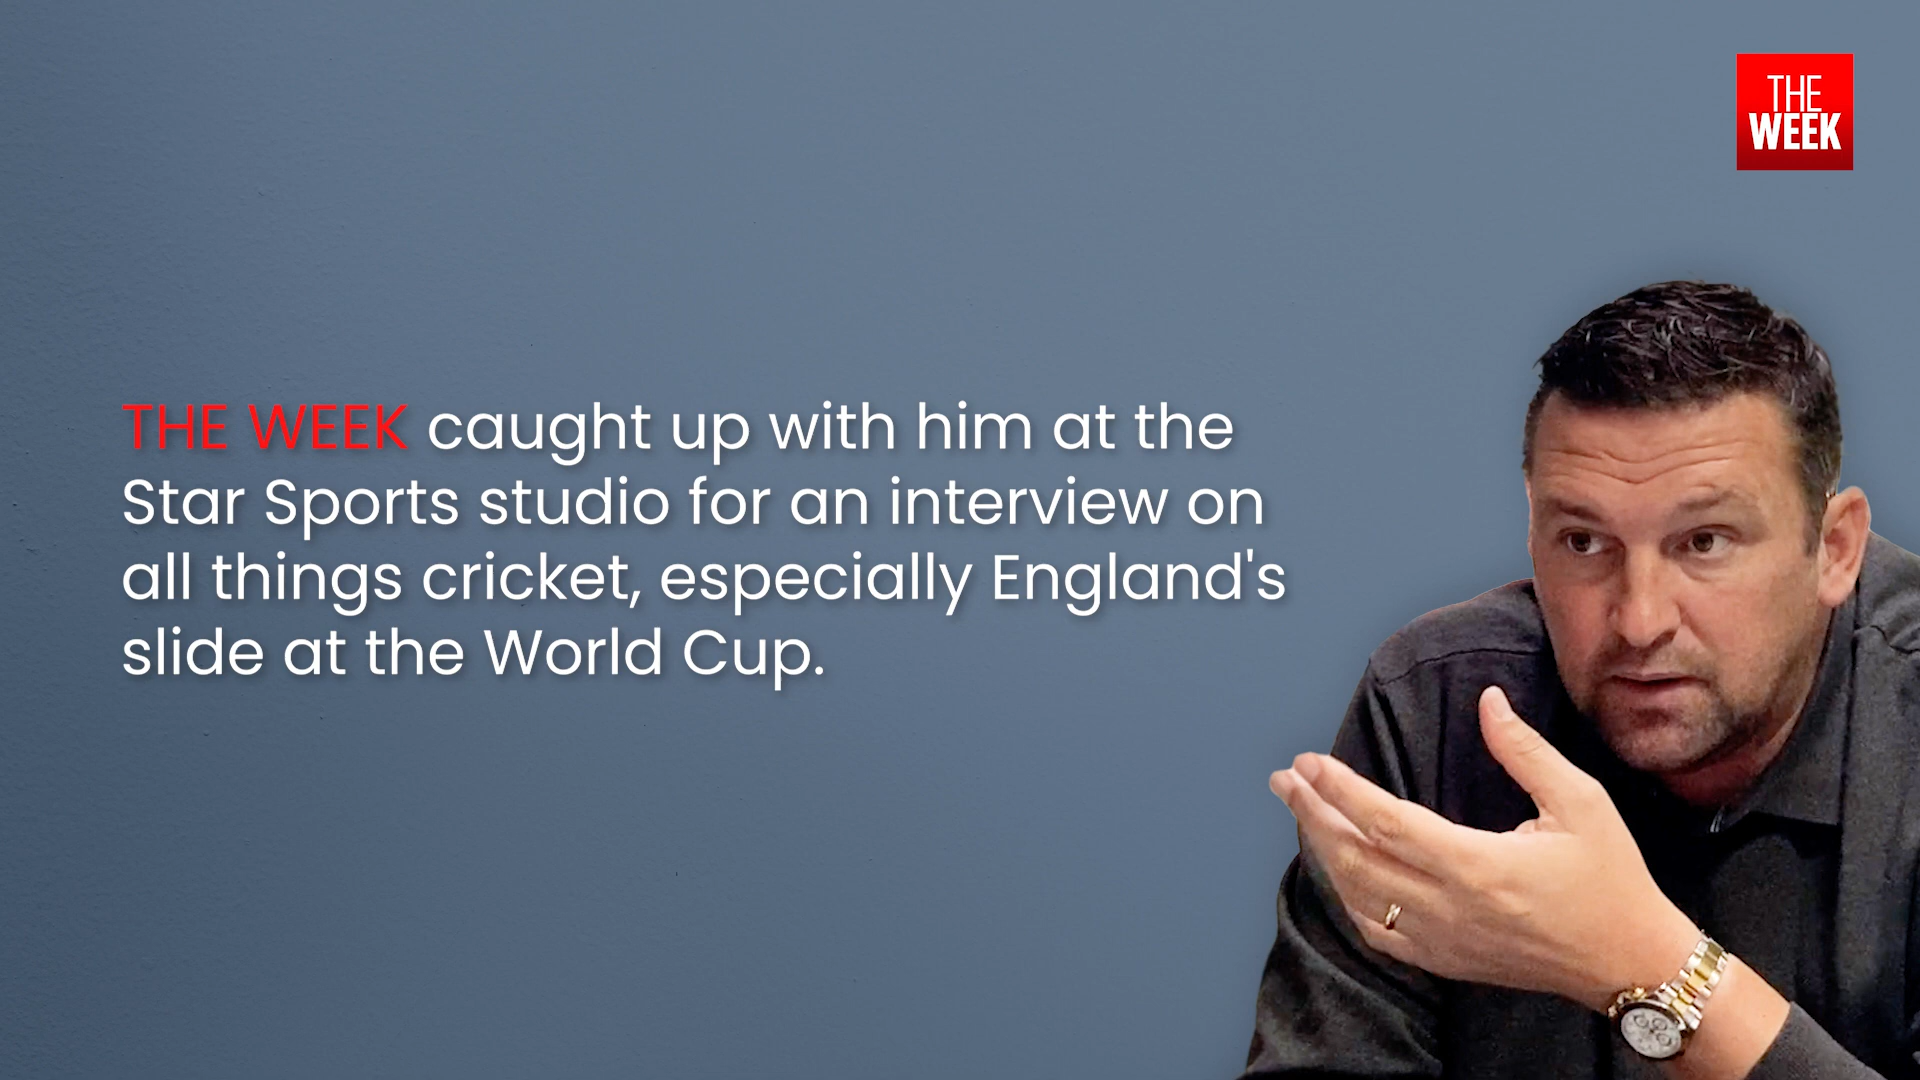 THE
WEEK
THE WEEK caught up with him at the
Star Sports studio for an interview on
all things cricket, especially England's
slide at the World Cup.